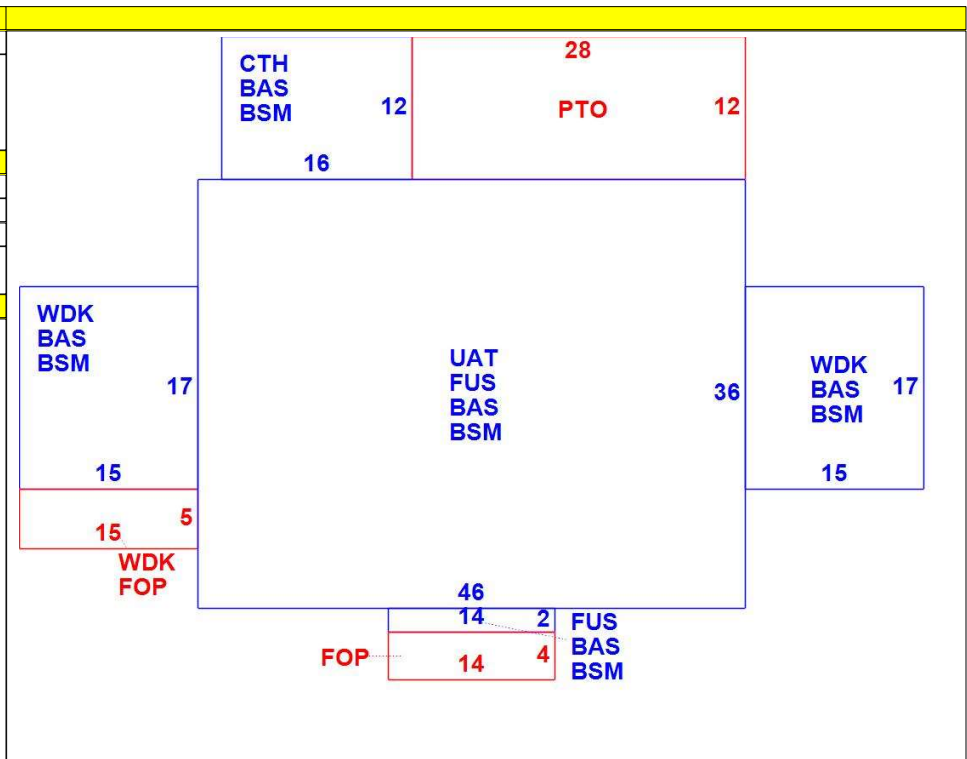 28
CTH
BAS
BSM
12
PTO
12
16
WDK
BAS
BSM
17
15
UAT
FUS
BAS
BSM
36
WDK
BAS
BSM
17
15
5
15
WDK
FOP
46
14
2
FUS
BAS
BSM
FOP
14
4